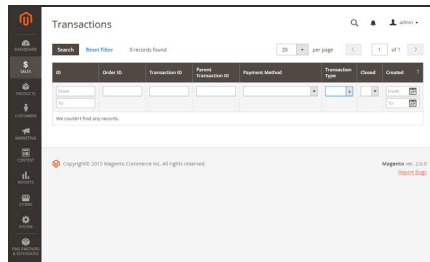 Transactions
admin
Search Reset filter 0 records found 20 per page 1 of 1
DASHBOARD
SALES
PRODUCTS
CUSTOMERS
MARKETING
CONTENT
REPORTS
STORES
SYSTEM
FIND PARTNERS
& EXTENSIONS
ID Order ID Transaction ID Parent Transaction ID Payment Method Transaction Type Closed Created ↑
From From
To To
We couldn't find any records.
Copyright© 2015 Magento Commerce Inc. All rights reserved. Magento ver. 2.0.0
Report Bugs